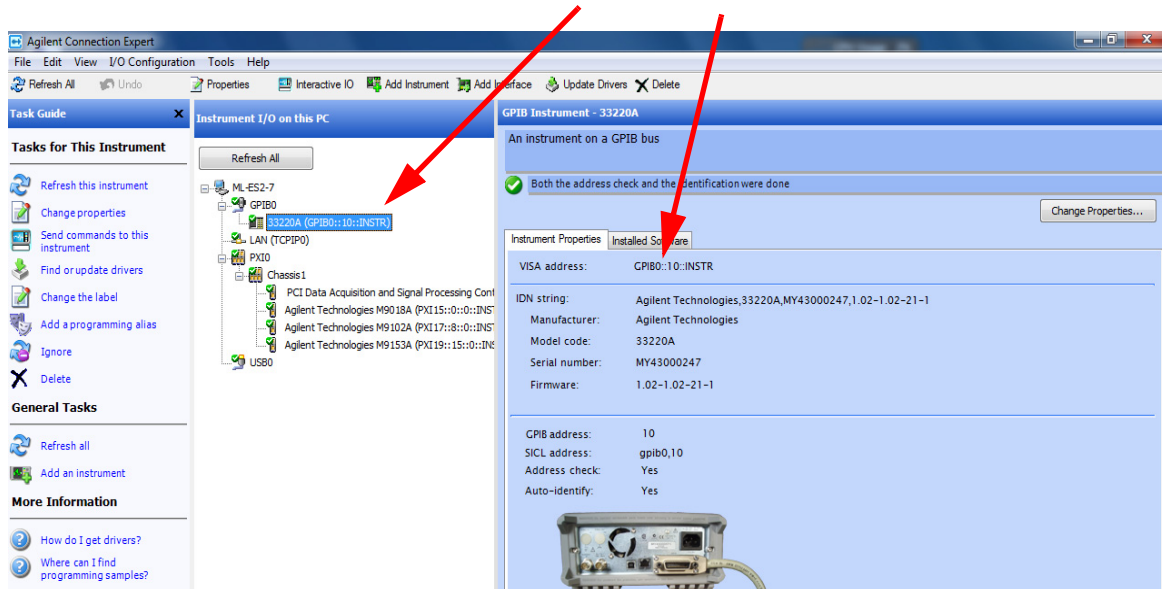 Agilent Connection Expert
File Edit View I/O Configuration Tools Help
Refresh All Undo Properties Interactive IO Add Instrument Add Interface Update Drivers Delete
Task Guide
Tasks for This Instrument
Refresh this instrument
Change properties
Send commands to this
instrument
Find or update drivers
Change the label
Add a programming alias
Ignore
Delete
General Tasks
Refresh all
Add an instrument
More Information
How do I get drivers?
Where can I find
programming samples?
Instrument I/O on this PC
Refresh All
ML-ES2-7
GPIB0
33220A (GPIB0::10::INSTR)
LAN (TCPIP0)
PXI0
Chassis1
PCI Data Acquisition and Signal Processing Cont
Agilent Technologies M9018A (PXI15::0::0::INST
Agilent Technologies M9102A (PXI17::8::0::INST
Agilent Technologies M9153A (PXI19::15::0::INS
USB0
GPIB Instrument - 33220A
An instrument on a GPIB bus
Both the address check and the identification were done
Change Properties...
Instrument Properties Installed Software
VISA address: GPIB0::10::INSTR
IDN string: Agilent Technologies,33220A,MY43000247,1.02-1.02-21-1
Manufacturer: Agilent Technologies
Model code: 33220A
Serial number: MY43000247
Firmware: 1.02-1.02-21-1
GPIB address: 10
SICL address: gpib0,10
Address check: Yes
Auto-identify: Yes